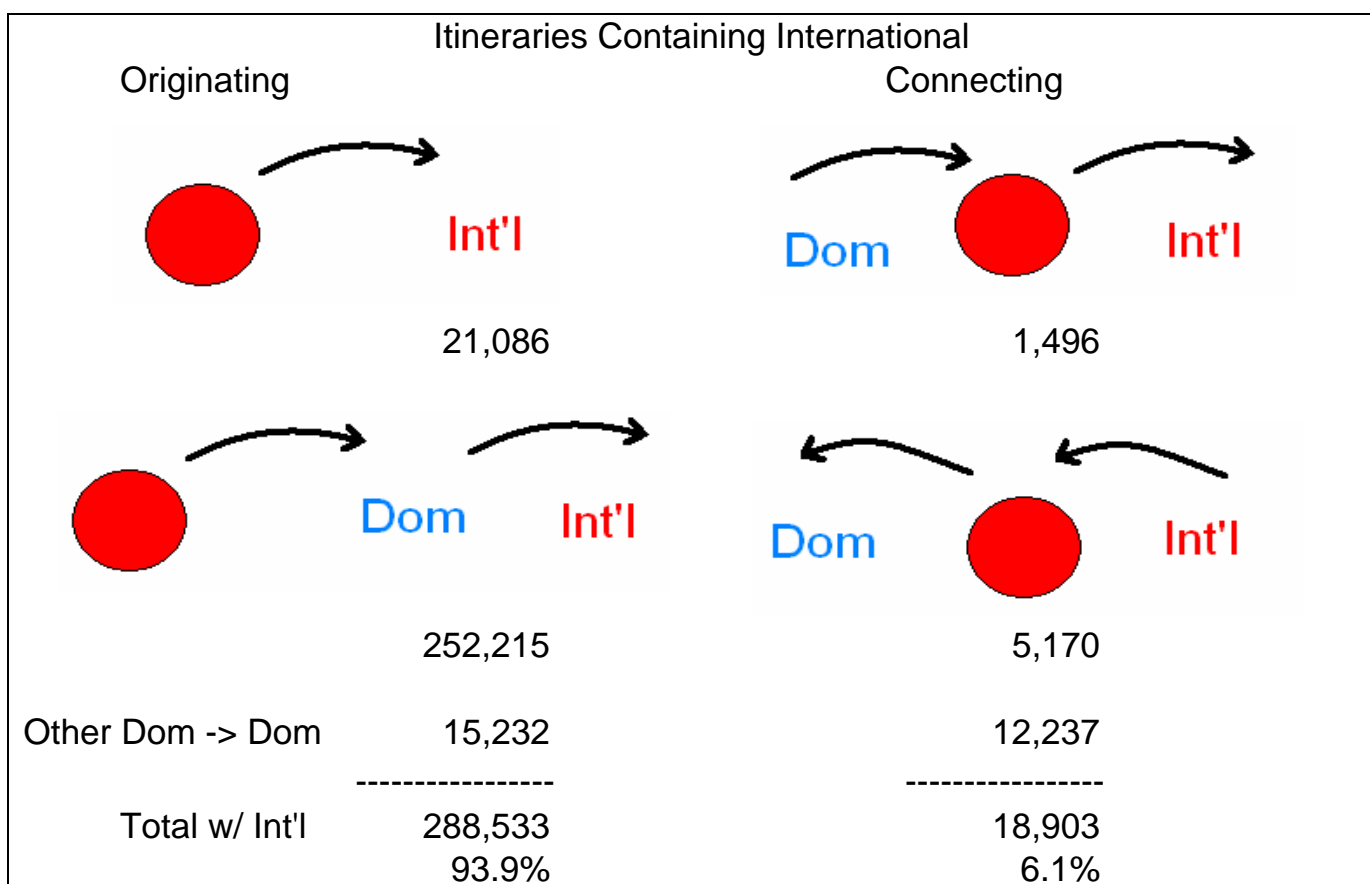 Itineraries Containing International
Originating Connecting
Int'l Dom Int'l
21,086 1,496
Dom Int'l Dom Int'l
252,215 5,170
Other Dom -> Dom 15,232 12,237
----------------- -----------------
Total w/ Int'l 288,533 18,903
93.9% 6.1%